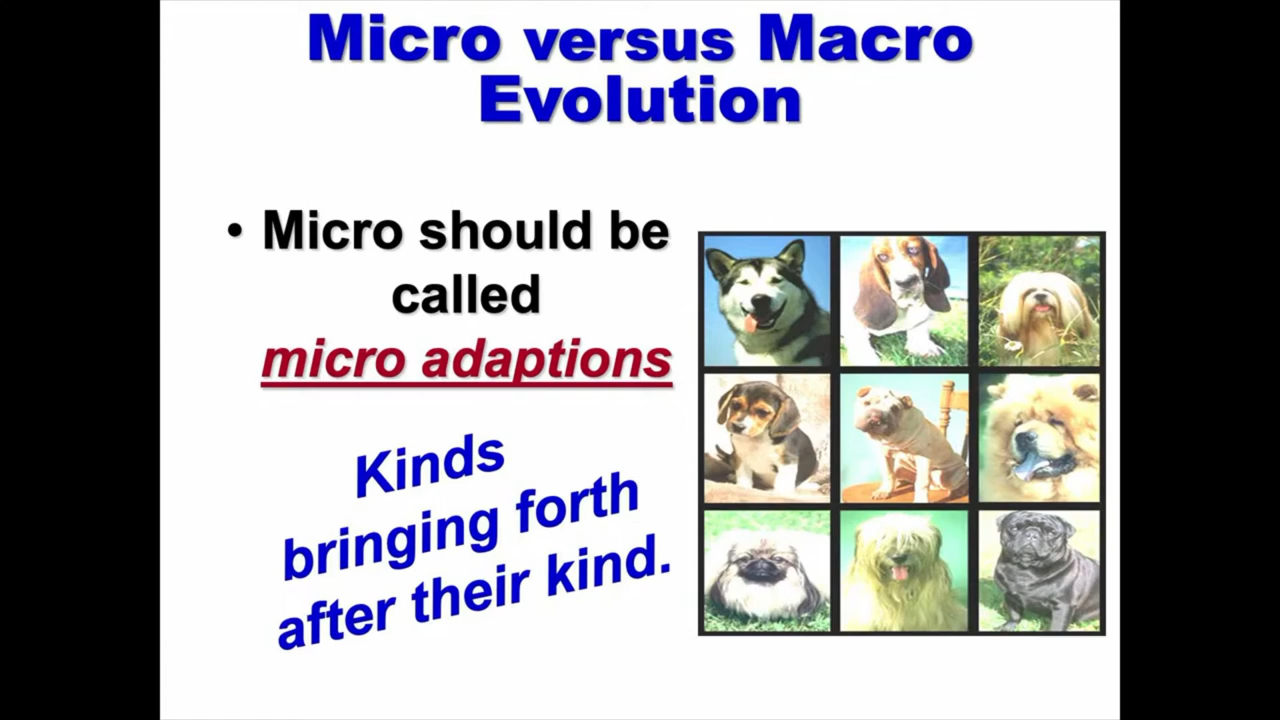 Micro versus Macro
Evolution
• Micro should be
called
micro adaptions
Kinds
bringing forth
after their kind.